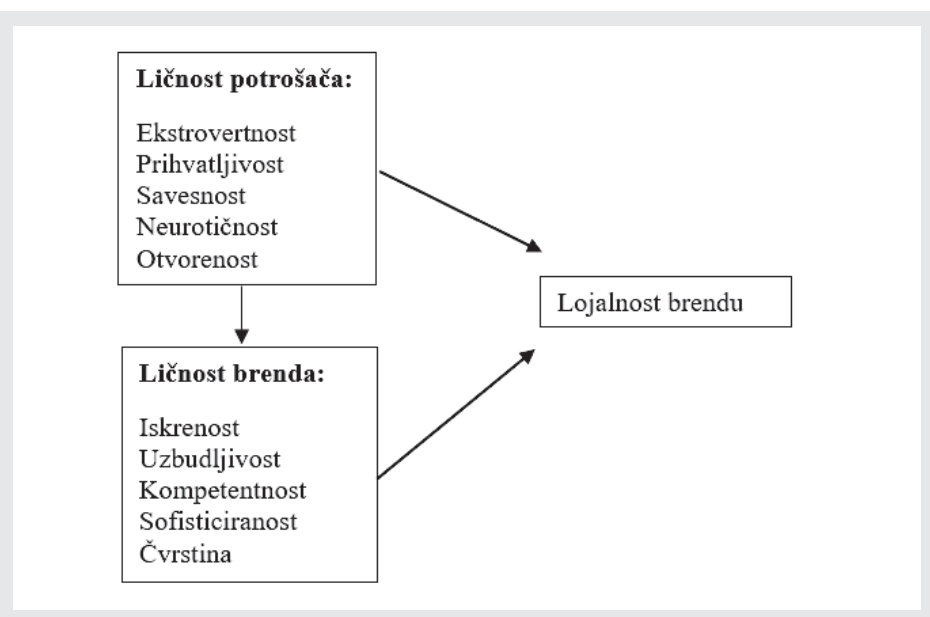 Ličnost potrošača:
Ekstrovertnost
Prihvatljivost
Savesnost
Neurotičnost
Otvorenost
Lojalnost brendu
Ličnost brenda:
Iskrenost
Uzbudljivost
Kompetentnost
Sofisticiranost
Čvrstina